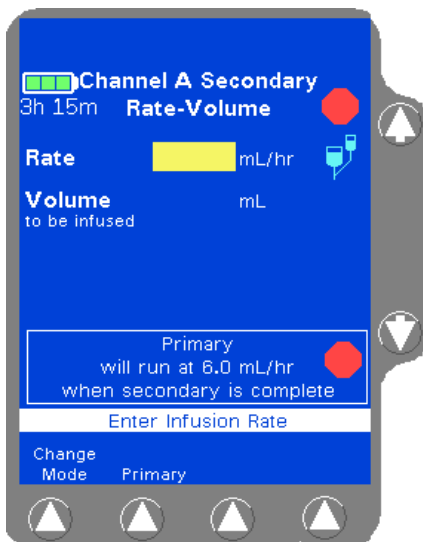 Channel A Secondary
3h 15m Rate-Volume
Rate mL/hr
Volume mL
to be infused
Primary
will run at 6.0 mL/hr
when secondary is complete
Enter Infusion Rate
Change
Mode Primary